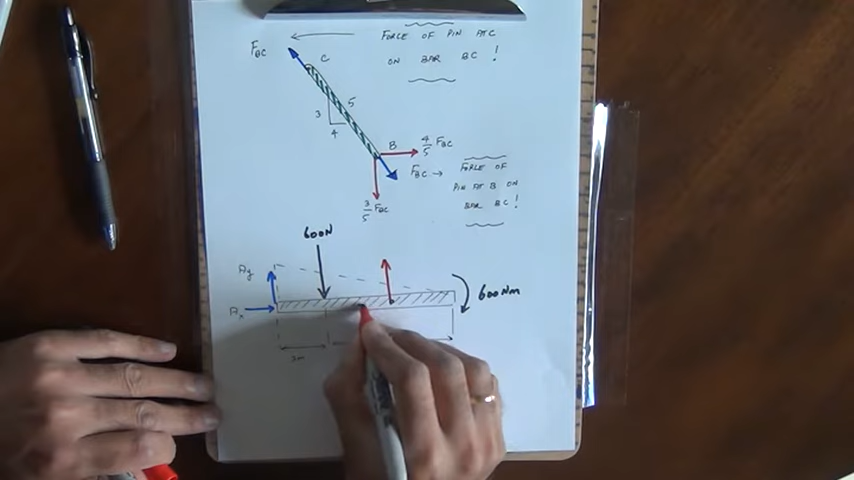 FORCE OF PIN AT C
ON BAR BC !
FBC
C
5
3
4
B
4/5 FBC
FBC → FORCE OF
PIN AT B ON
BAR BC !
3/5 FBC
600N
Ay
600Nm
Ax